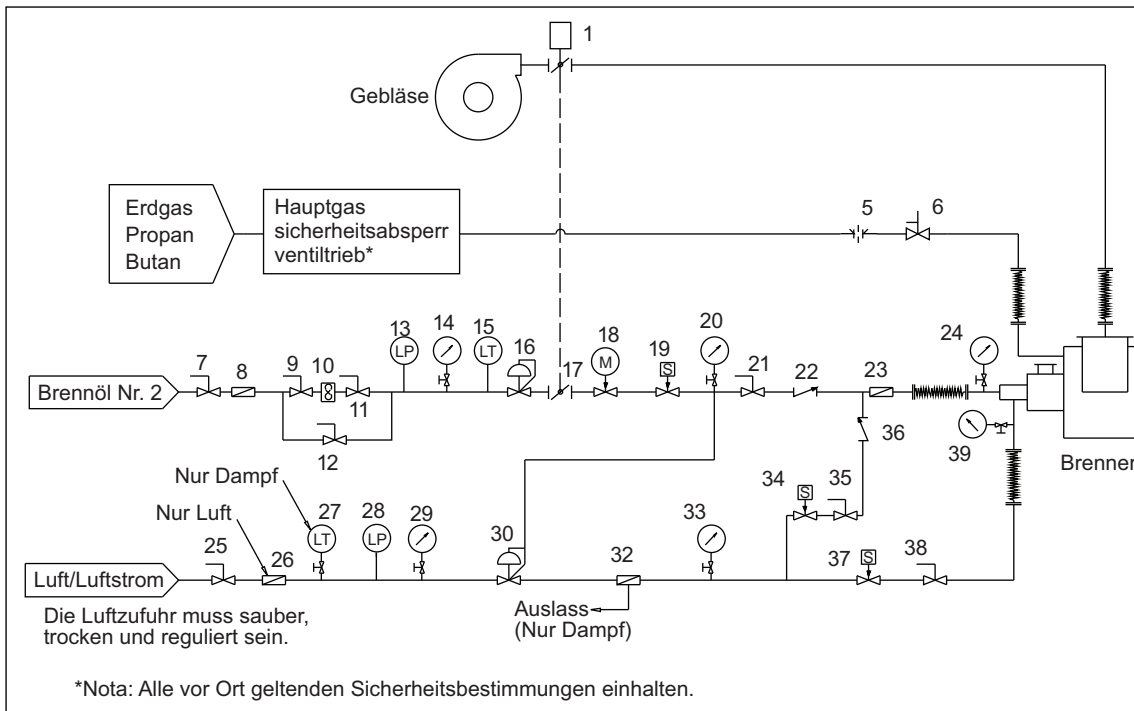 1
Gebläse
Erdgas
Propan
Butan
Hauptgas
sicherheitsabsperr
ventiltrieb*
5
6
7
8
9
10
11
12
13
LP
14
15
LT
16
17
18
M
19
S
20
21
22
23
24
Brennöl Nr. 2
36
39
Brenner
Nur Dampf
Nur Luft
34
S
35
25
26
27
LT
28
LP
29
30
32
33
37
S
38
Luft/Luftstrom
Auslass
(Nur Dampf)
Die Luftzufuhr muss sauber,
trocken und reguliert sein.
*Nota: Alle vor Ort geltenden Sicherheitsbestimmungen einhalten.